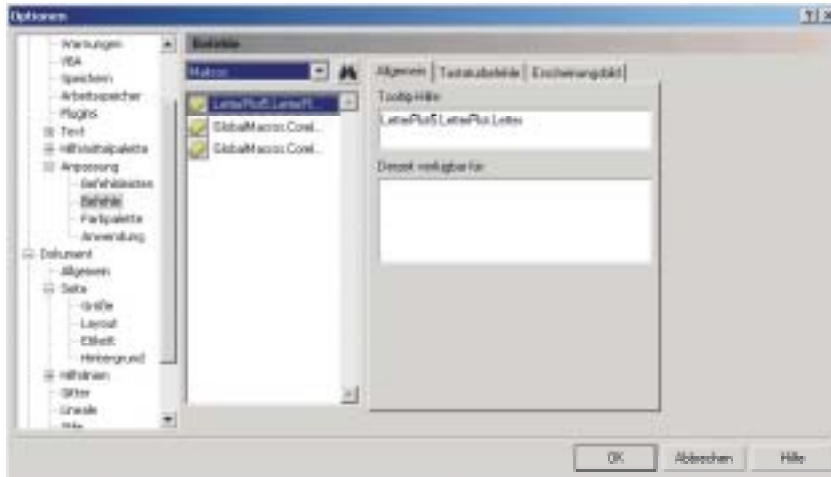 Optionen
Warnungen
VBA
Speichern
Arbeitsspeicher
Plugins
Text
Hilfsmittelpalette
Anpassung
Befehlsleisten
Befehle
Farbpalette
Anwendung
Dokument
Allgemein
Seite
Größe
Layout
Etikett
Hintergrund
Hilfslinien
Gitter
Lineale
Befehle
Makros
LetterPlus5.LetterPl...
GlobalMacros.Corel...
GlobalMacros.Corel...
Allgemein Tastaturbefehle Erscheinungsbild
Tooltip-Hilfe:
LetterPlus5.LetterPlus.Letter
Derzeit verfügbar für:
OK Abbrechen Hilfe